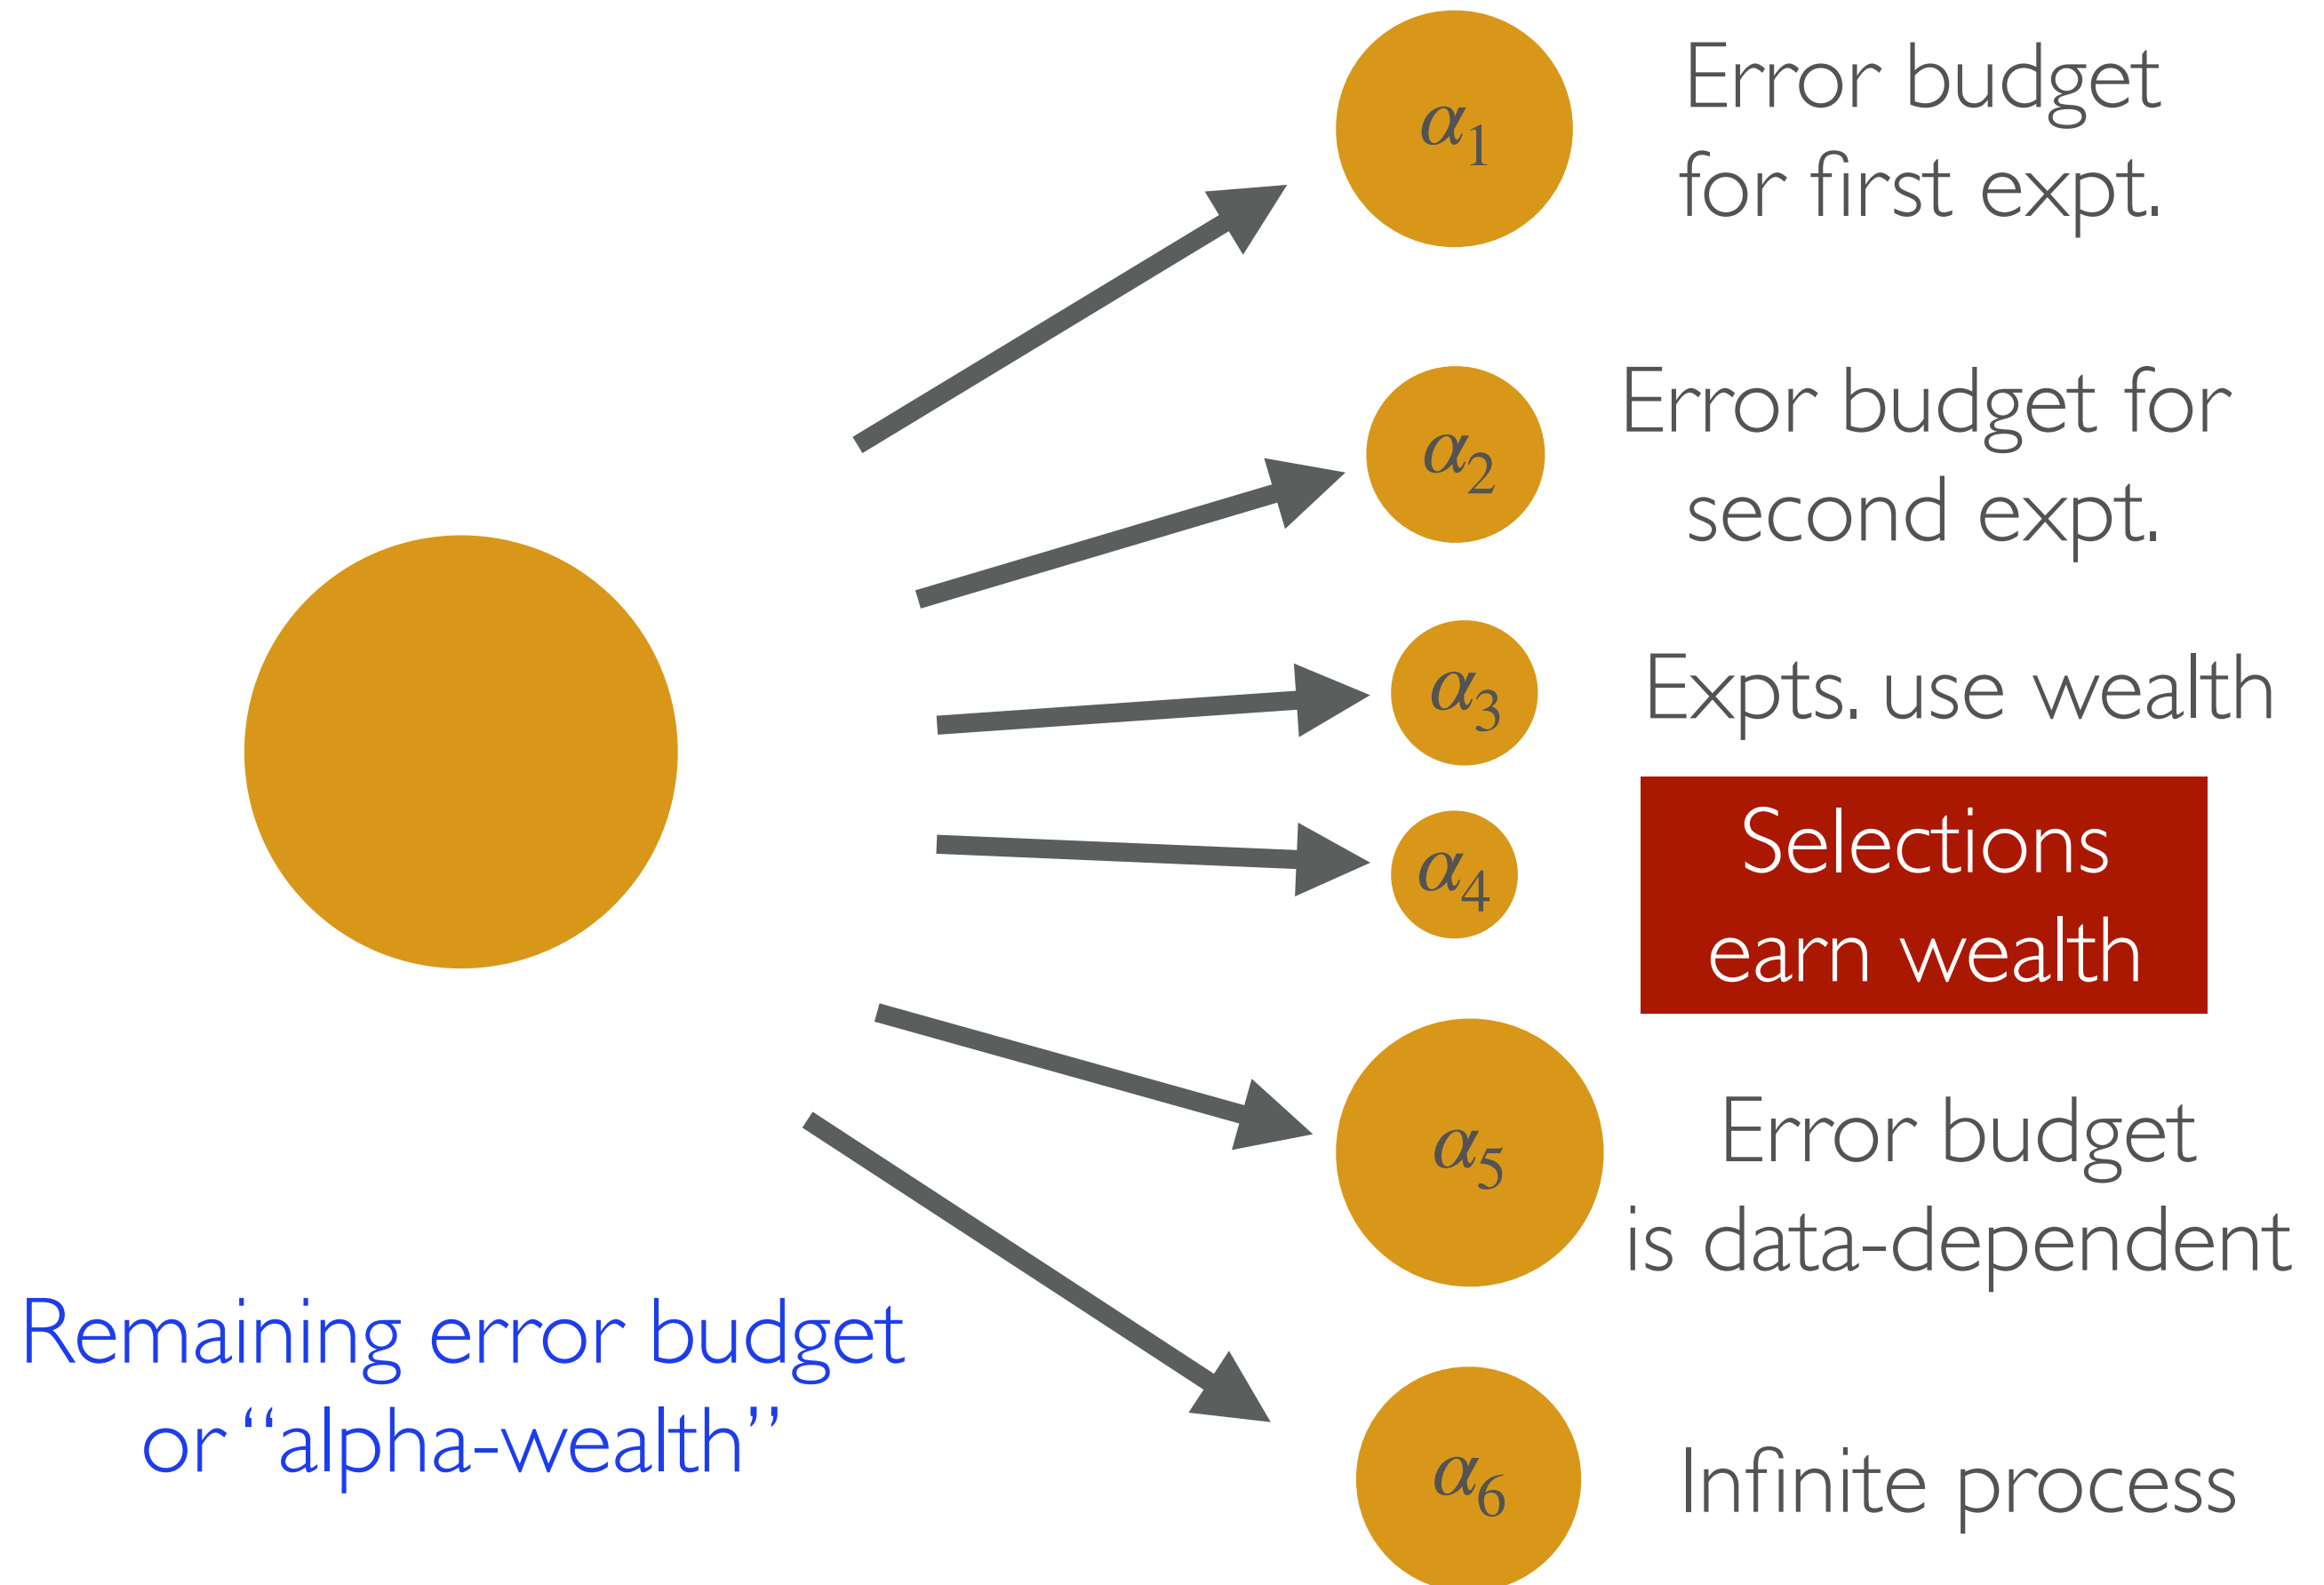 α1
Error budget
for first expt.
α2
Error budget for
second expt.
α3
Expts. use wealth
α4
Selections
earn wealth
α5
Error budget
is data-dependent
Remaining error budget
or “alpha-wealth”
α6
Infinite process